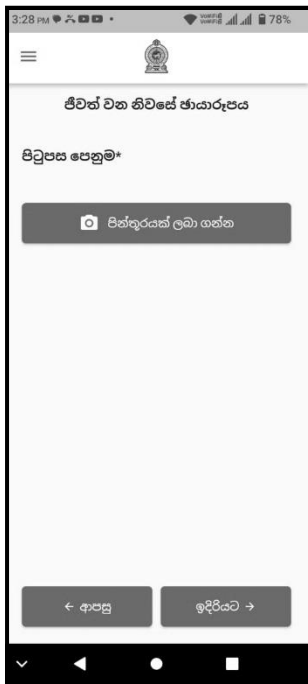 3:28 PM 78%
ජීවත් වන නිවසේ ඡායාරූපය
පිටුපස පෙනුම*
පින්තූරයක් ලබා ගන්න
← ආපසු
ඉදිරියට →